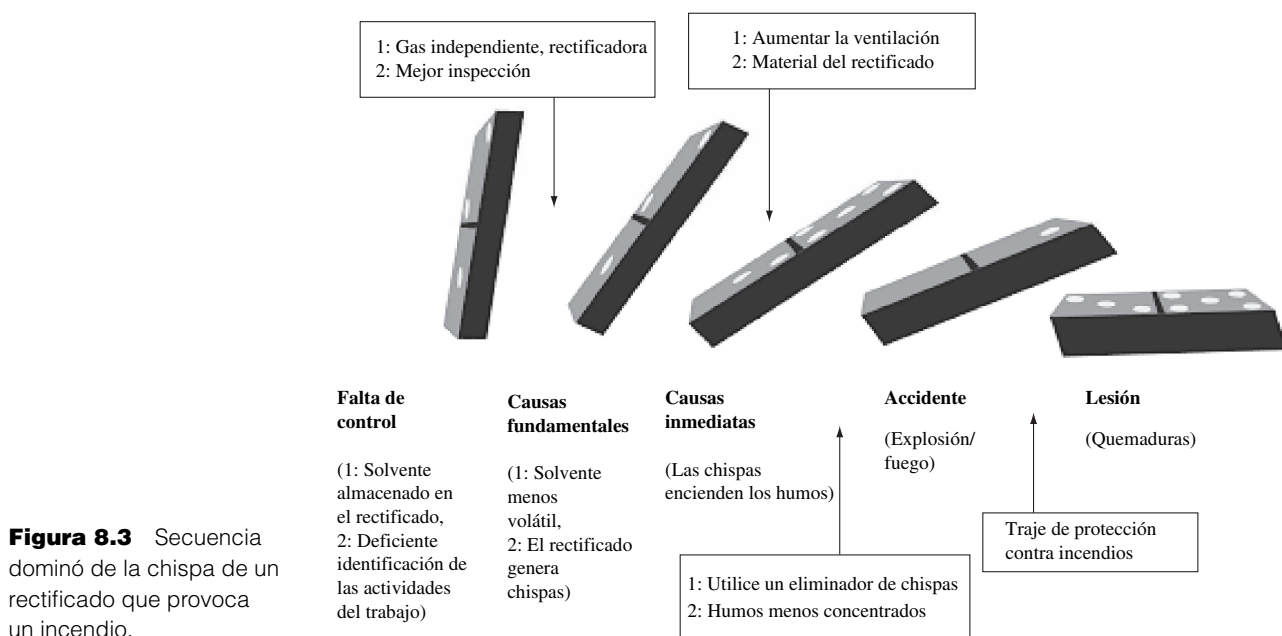 1: Gas independiente, rectificadora
2: Mejor inspección
1: Aumentar la ventilación
2: Material del rectificado
Falta de
control
(1: Solvente
almacenado en
el rectificado,
2: Deficiente
identificación de
las actividades
del trabajo)
Causas
fundamentales
(1: Solvente
menos
volátil,
2: El rectificado
genera
chispas)
Causas
inmediatas
(Las chispas
encienden los humos)
Accidente
(Explosión/
fuego)
Lesión
(Quemaduras)
1: Utilice un eliminador de chispas
2: Humos menos concentrados
Traje de protección
contra incendios
Figura 8.3 Secuencia
dominó de la chispa de un
rectificado que provoca
un incendio.